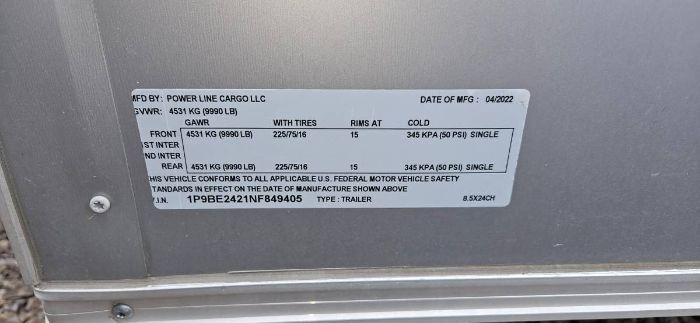 MFD BY: POWER LINE CARGO LLC DATE OF MFG : 04/2022
GVWR: 4531 KG (9990 LB)
GAWR WITH TIRES RIMS AT COLD
FRONT 4531 KG (9990 LB) 225/75/16 15 345 KPA (50 PSI) SINGLE
ST INTER
ND INTER
REAR 4531 KG (9990 LB) 225/75/16 15 345 KPA (50 PSI) SINGLE
HIS VEHICLE CONFORMS TO ALL APPLICABLE U.S. FEDERAL MOTOR VEHICLE SAFETY
TANDARDS IN EFFECT ON THE DATE OF MANUFACTURE SHOWN ABOVE
V.I.N. 1P9BE2421NF849405 TYPE : TRAILER 8.5X24CH